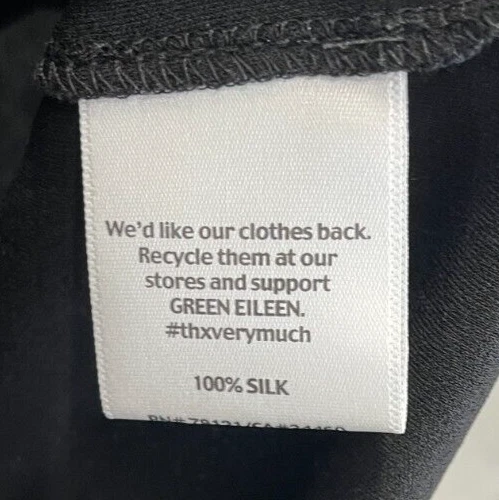 We'd like our clothes back.
Recycle them at our
stores and support
GREEN EILEEN.
#thxverymuch
100% SILK